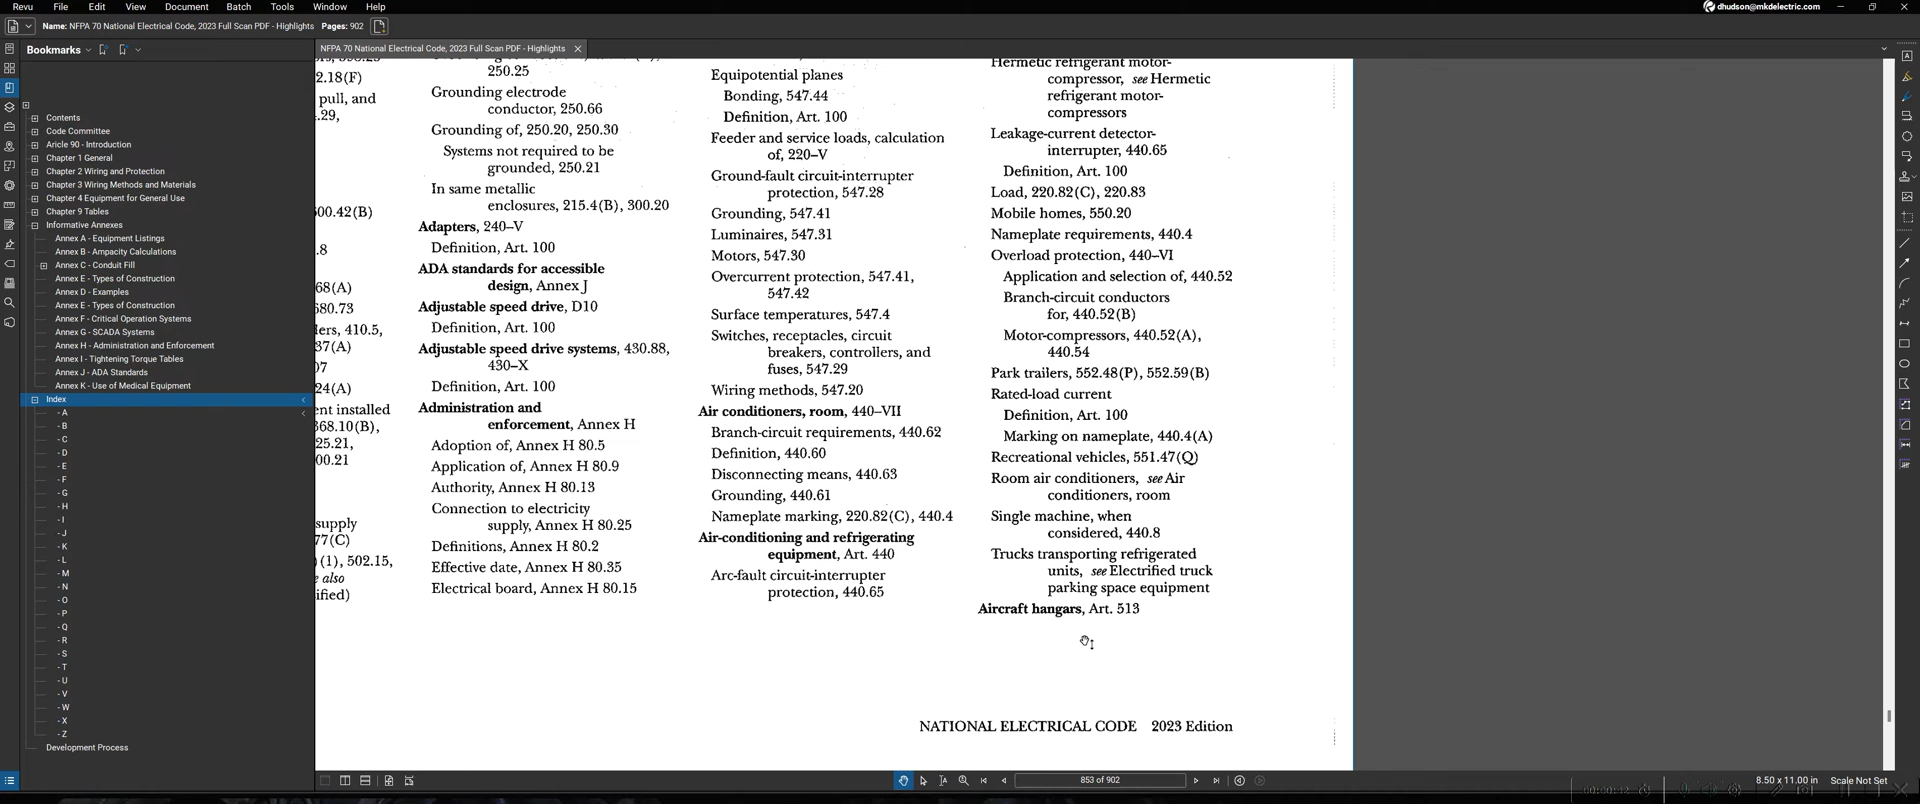 Revu File Edit View Document Batch Tools Window Help
dhudson@mkdelectric.com
Name: NFPA 70 National Electrical Code, 2023 Full Scan PDF - Highlights Pages: 902
Bookmarks
NFPA 70 National Electrical Code, 2023 Full Scan PDF - Highlights
Contents
Code Committee
Aricle 90 - Introduction
Chapter 1 General
Chapter 2 Wiring and Protection
Chapter 3 Wiring Methods and Materials
Chapter 4 Equipment for General Use
Chapter 9 Tables
Informative Annexes
Annex A - Equipment Listings
Annex B - Ampacity Calculations
Annex C - Conduit Fill
Annex E - Types of Construction
Annex D - Examples
Annex E - Types of Construction
Annex F - Critical Operation Systems
Annex G - SCADA Systems
Annex H - Administration and Enforcement
Annex I - Tightening Torque Tables
Annex J - ADA Standards
Annex K - Use of Medical Equipment
Index
- A
- B
- C
- D
- E
- F
- G
- H
- I
- J
- K
- L
- M
- N
- O
- P
- Q
- R
- S
- T
- U
- V
- W
- X
- Z
Development Process
2.18(F)
pull, and
.29,
300.42(B)
.8
68(A)
680.73
lers, 410.5,
37(A)
07
24(A)
ent installed
368.10(B),
25.21,
00.21
supply
77(C)
(1), 502.15,
e also
ified)
250.25
Grounding electrode
conductor, 250.66
Grounding of, 250.20, 250.30
Systems not required to be
grounded, 250.21
In same metallic
enclosures, 215.4(B), 300.20
Adapters, 240–V
Definition, Art. 100
ADA standards for accessible
design, Annex J
Adjustable speed drive, D10
Definition, Art. 100
Adjustable speed drive systems, 430.88,
430–X
Definition, Art. 100
Administration and
enforcement, Annex H
Adoption of, Annex H 80.5
Application of, Annex H 80.9
Authority, Annex H 80.13
Connection to electricity
supply, Annex H 80.25
Definitions, Annex H 80.2
Effective date, Annex H 80.35
Electrical board, Annex H 80.15
Equipotential planes
Bonding, 547.44
Definition, Art. 100
Feeder and service loads, calculation
of, 220–V
Ground-fault circuit-interrupter
protection, 547.28
Grounding, 547.41
Luminaires, 547.31
Motors, 547.30
Overcurrent protection, 547.41,
547.42
Surface temperatures, 547.4
Switches, receptacles, circuit
breakers, controllers, and
fuses, 547.29
Wiring methods, 547.20
Air conditioners, room, 440–VII
Branch-circuit requirements, 440.62
Definition, 440.60
Disconnecting means, 440.63
Grounding, 440.61
Nameplate marking, 220.82(C), 440.4
Air-conditioning and refrigerating
equipment, Art. 440
Arc-fault circuit-interrupter
protection, 440.65
Hermetic refrigerant motor-
compressor, see Hermetic
refrigerant motor-
compressors
Leakage-current detector-
interrupter, 440.65
Definition, Art. 100
Load, 220.82(C), 220.83
Mobile homes, 550.20
Nameplate requirements, 440.4
Overload protection, 440–VI
Application and selection of, 440.52
Branch-circuit conductors
for, 440.52(B)
Motor-compressors, 440.52(A),
440.54
Park trailers, 552.48(P), 552.59(B)
Rated-load current
Definition, Art. 100
Marking on nameplate, 440.4(A)
Recreational vehicles, 551.47(Q)
Room air conditioners, see Air
conditioners, room
Single machine, when
considered, 440.8
Trucks transporting refrigerated
units, see Electrified truck
parking space equipment
Aircraft hangars, Art. 513
NATIONAL ELECTRICAL CODE 2023 Edition
853 of 902
8.50 x 11.00 in Scale Not Set